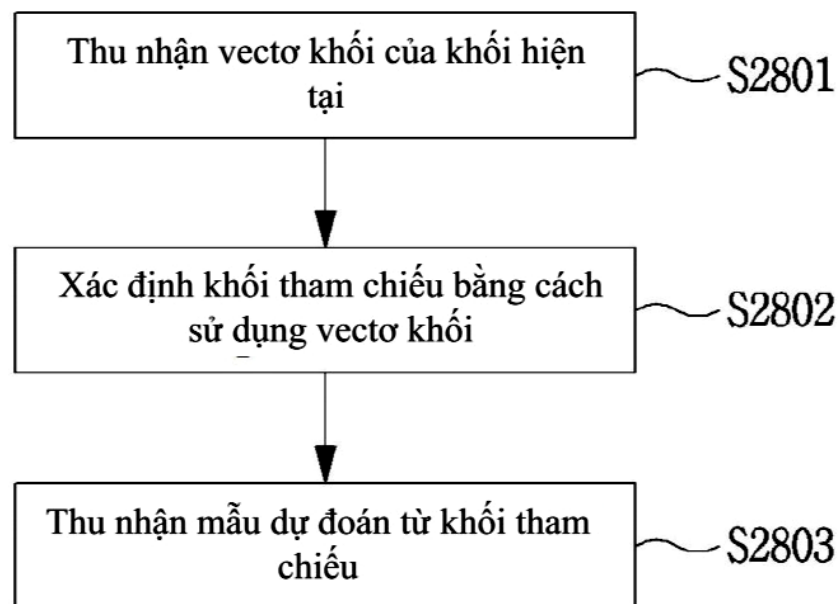 Thu nhận vectơ khối của khối hiện
tại
S2801
Xác định khối tham chiếu bằng cách
sử dụng vectơ khối
S2802
Thu nhận mẫu dự đoán từ khối tham
chiếu
S2803